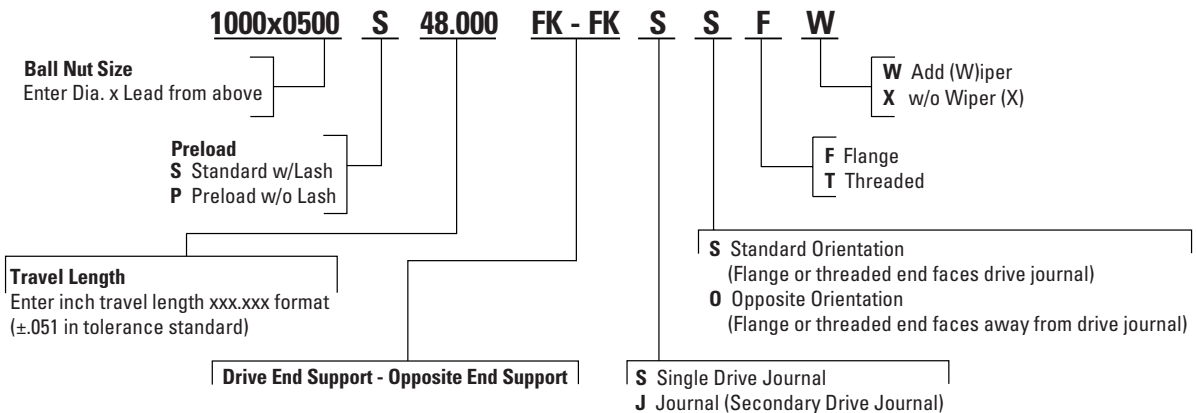 1000x0500 S 48.000 FK - FK S S F W
Ball Nut Size
Enter Dia. x Lead from above
W Add (W)iper
X w/o Wiper (X)
Preload
S Standard w/Lash
P Preload w/o Lash
F Flange
T Threaded
Travel Length
Enter inch travel length xxx.xxx format
(±.051 in tolerance standard)
S Standard Orientation
(Flange or threaded end faces drive journal)
O Opposite Orientation
(Flange or threaded end faces away from drive journal)
Drive End Support - Opposite End Support
S Single Drive Journal
J Journal (Secondary Drive Journal)